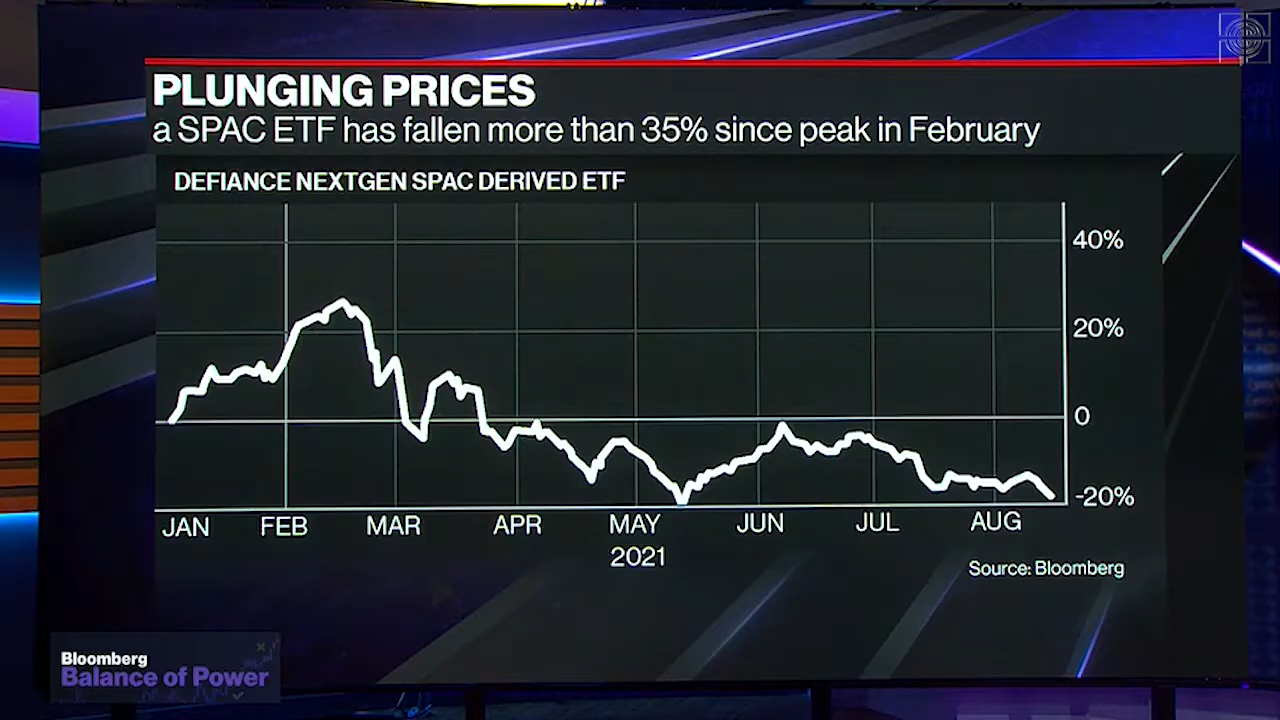 PLUNGING PRICES
a SPAC ETF has fallen more than 35% since peak in February
DEFIANCE NEXTGEN SPAC DERIVED ETF
40%
20%
0
-20%
JAN FEB MAR APR MAY JUN JUL AUG
2021
Source: Bloomberg
Bloomberg
Balance of Power